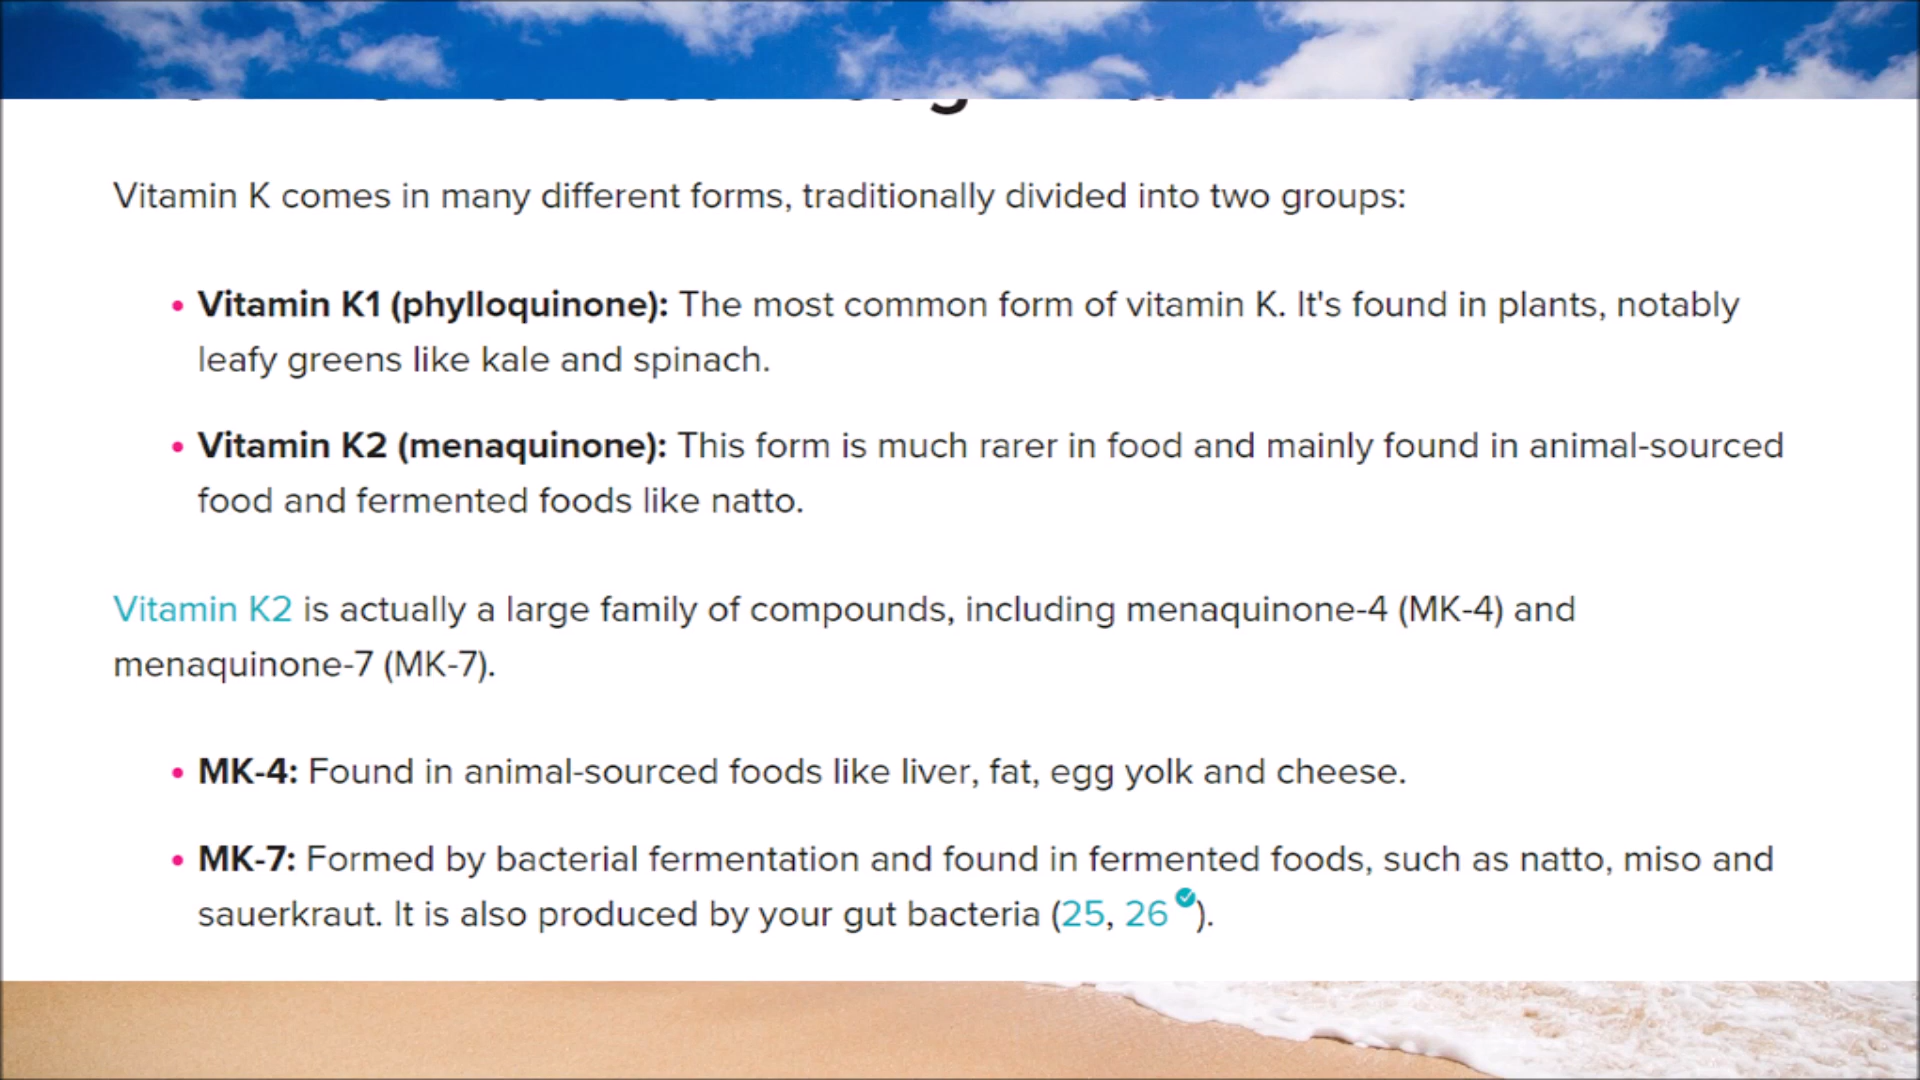 Vitamin K comes in many different forms, traditionally divided into two groups:
• Vitamin K1 (phylloquinone): The most common form of vitamin K. It's found in plants, notably
leafy greens like kale and spinach.
• Vitamin K2 (menaquinone): This form is much rarer in food and mainly found in animal-sourced
food and fermented foods like natto.
Vitamin K2 is actually a large family of compounds, including menaquinone-4 (MK-4) and
menaquinone-7 (MK-7).
• MK-4: Found in animal-sourced foods like liver, fat, egg yolk and cheese.
• MK-7: Formed by bacterial fermentation and found in fermented foods, such as natto, miso and
sauerkraut. It is also produced by your gut bacteria (25, 26).